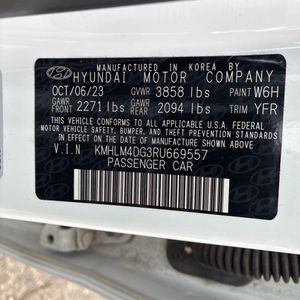 MANUFACTURED IN KOREA BY
HYUNDAI MOTOR COMPANY
OCT/06/23 GVWR 3858 lbs PAINT W6H
GAWR FRONT 2271 lbs GAWR REAR 2094 lbs TRIM YFR
THIS VEHICLE CONFORMS TO ALL APPLICABLE U.S.A FEDERAL
MOTOR VEHICLE SAFETY, BUMPER, AND THEFT PREVENTION
STANDARDS IN EFFECT ON THE DATE OF MANUFACTURE SHOWN ABOVE.
V.I.N KMHLM4DG3RU669557
PASSENGER CAR